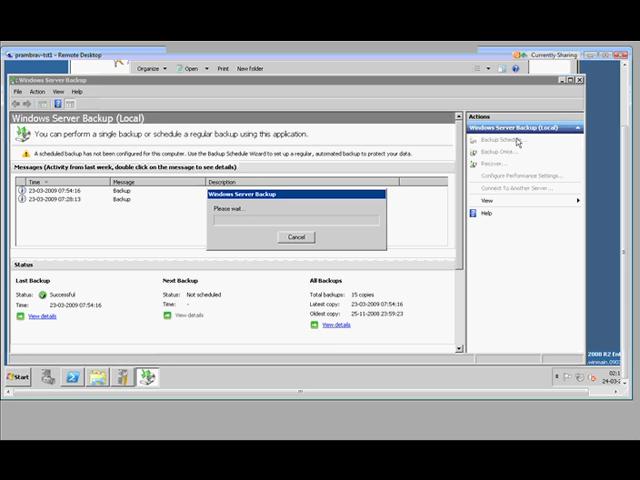 prambrav-tst1 - Remote Desktop
Currently Sharing
Organize Open Print New folder
Windows Server Backup
File Action View Help
Windows Server Backup (Local)
You can perform a single backup or schedule a regular backup using this application.
A scheduled backup has not been configured for this computer. Use the Backup Schedule Wizard to set up a regular, automated backup to protect your data.
Messages (Activity from last week, double click on the message to see details)
Time Message Description
23-03-2009 07:54:16 Backup
23-03-2009 07:28:13 Backup
Windows Server Backup
Please wait...
Cancel
Status
Last Backup
Status: Successful
Time: 23-03-2009 07:54:16
View details
Next Backup
Status: Not scheduled
Time: -
View details
All Backups
Total backups: 15 copies
Latest copy: 23-03-2009 07:54:16
Oldest copy: 25-11-2008 23:59:23
View details
Actions
Windows Server Backup (Local)
Backup
Backup Once...
Recover...
Configure Performance Settings...
Connect To Another Server...
View
Help
2008 R2
Start